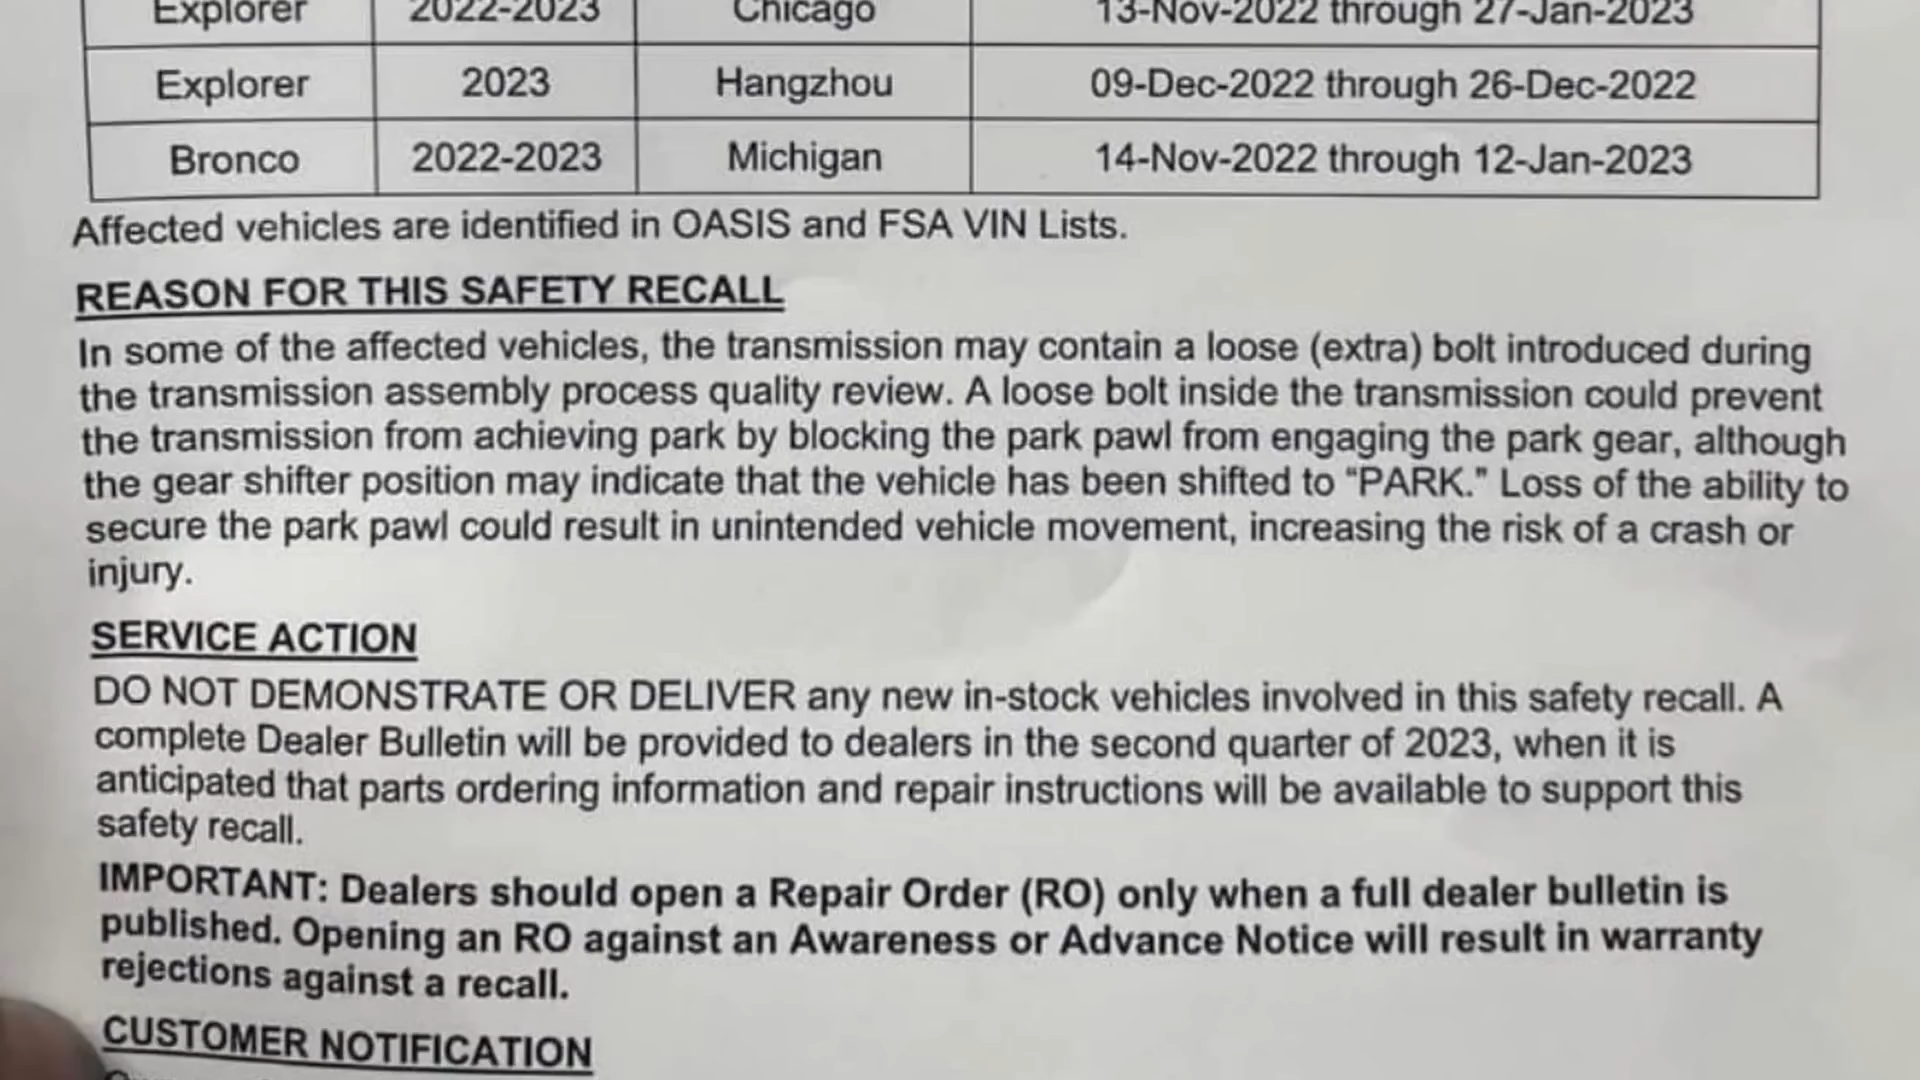 Explorer 2022-2023 Chicago 13-Nov-2022 through 27-Jan-2023
Explorer 2023 Hangzhou 09-Dec-2022 through 26-Dec-2022
Bronco 2022-2023 Michigan 14-Nov-2022 through 12-Jan-2023
Affected vehicles are identified in OASIS and FSA VIN Lists.
REASON FOR THIS SAFETY RECALL
In some of the affected vehicles, the transmission may contain a loose (extra) bolt introduced during
the transmission assembly process quality review. A loose bolt inside the transmission could prevent
the transmission from achieving park by blocking the park pawl from engaging the park gear, although
the gear shifter position may indicate that the vehicle has been shifted to “PARK.” Loss of the ability to
secure the park pawl could result in unintended vehicle movement, increasing the risk of a crash or
injury.
SERVICE ACTION
DO NOT DEMONSTRATE OR DELIVER any new in-stock vehicles involved in this safety recall. A
complete Dealer Bulletin will be provided to dealers in the second quarter of 2023, when it is
anticipated that parts ordering information and repair instructions will be available to support this
safety recall.
IMPORTANT: Dealers should open a Repair Order (RO) only when a full dealer bulletin is
published. Opening an RO against an Awareness or Advance Notice will result in warranty
rejections against a recall.
CUSTOMER NOTIFICATION